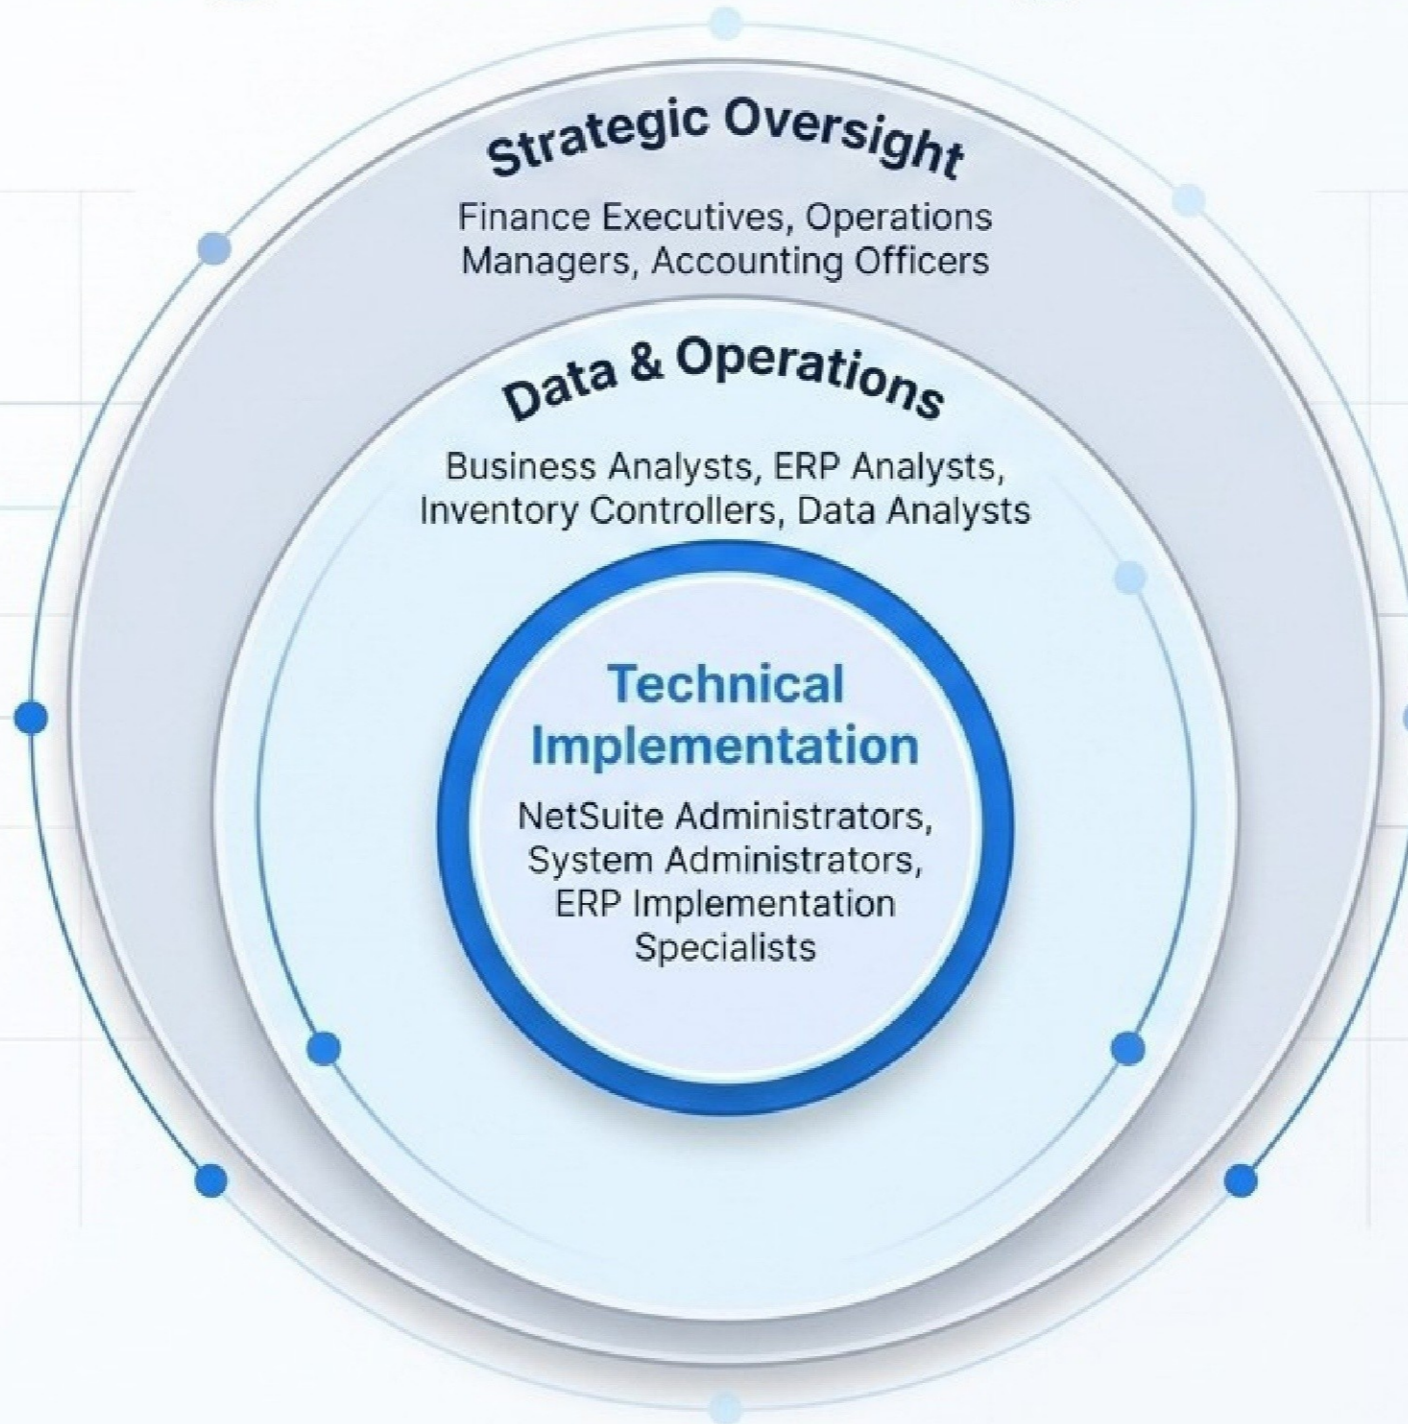 Strategic Oversight
Finance Executives, Operations
Managers, Accounting Officers
Data & Operations
Business Analysts, ERP Analysts,
Inventory Controllers, Data Analysts
Technical
Implementation
NetSuite Administrators,
System Administrators,
ERP Implementation
Specialists